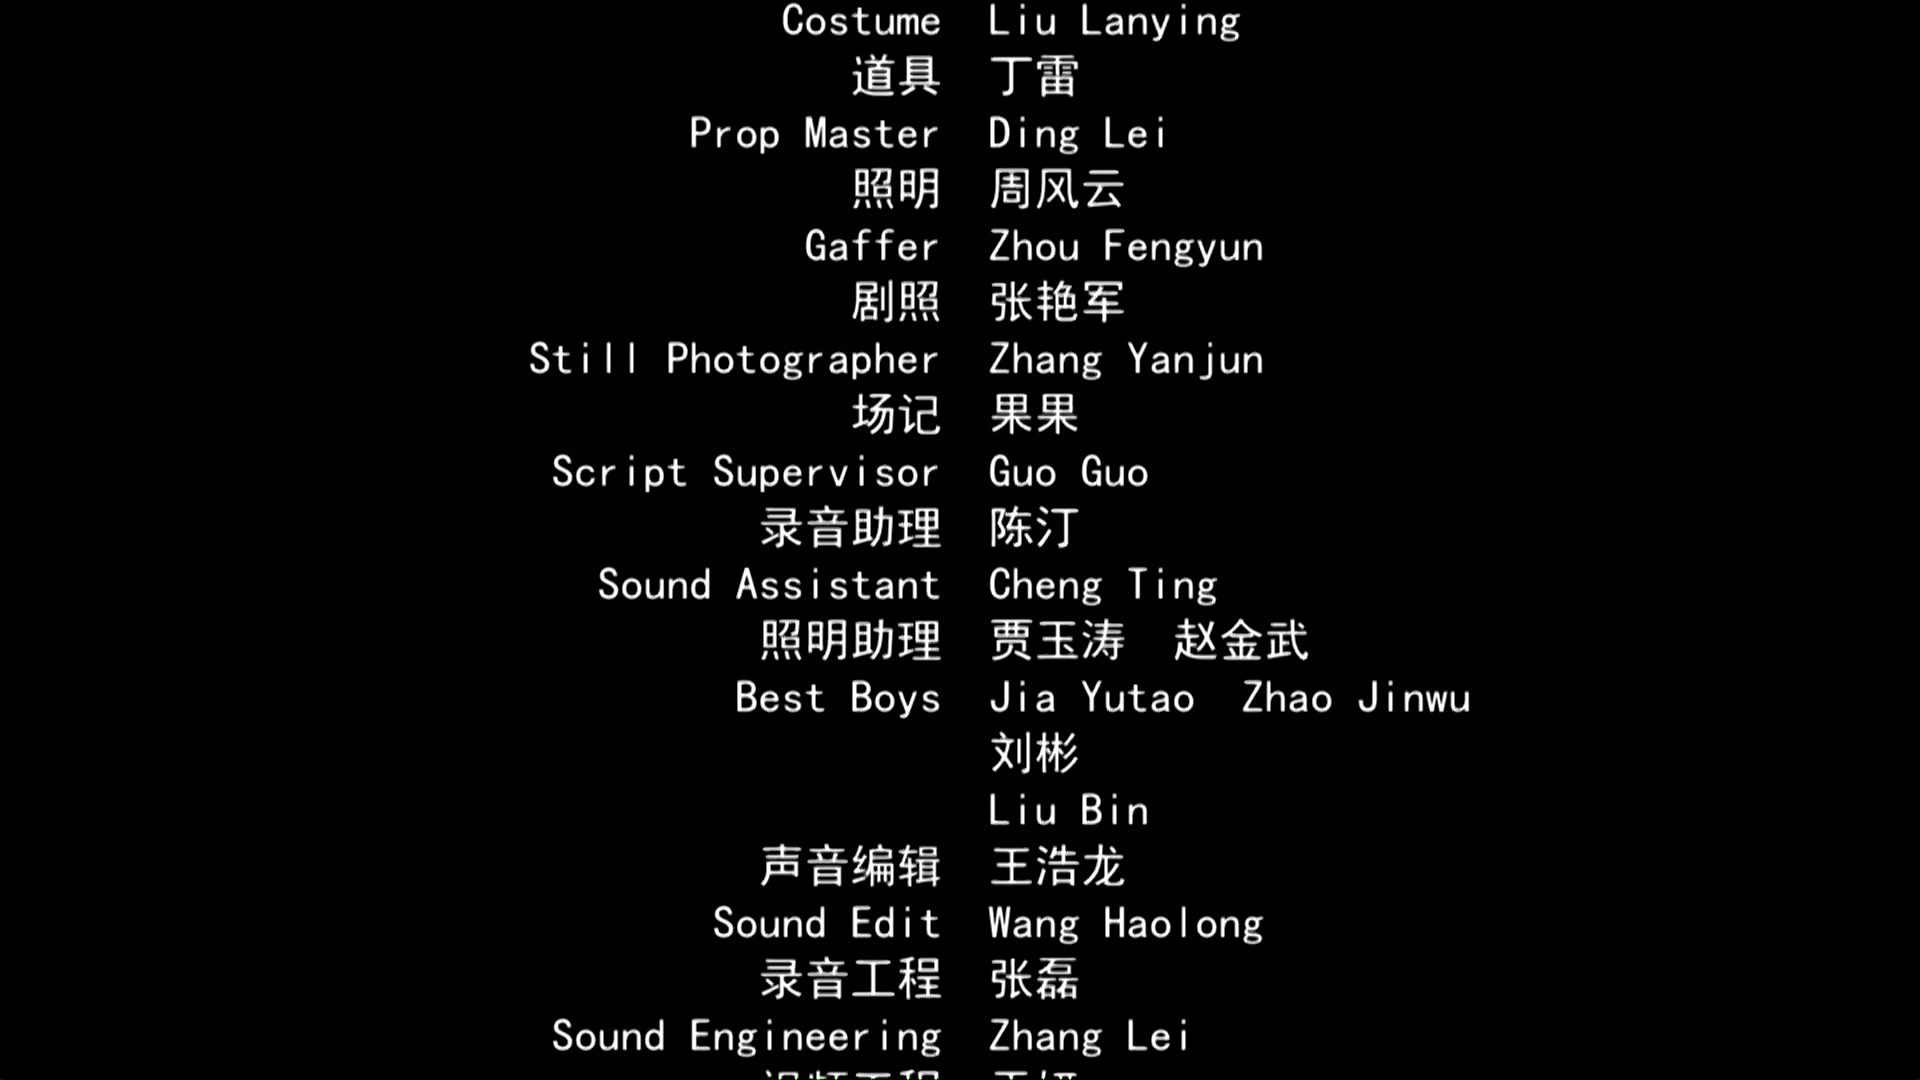 Costume Liu Lanying
道具 丁雷
Prop Master Ding Lei
照明 周风云
Gaffer Zhou Fengyun
剧照 张艳军
Still Photographer Zhang Yanjun
场记 果果
Script Supervisor Guo Guo
录音助理 陈汀
Sound Assistant Cheng Ting
照明助理 贾玉涛 赵金武
Best Boys Jia Yutao Zhao Jinwu
刘彬
Liu Bin
声音编辑 王浩龙
Sound Edit Wang Haolong
录音工程 张磊
Sound Engineering Zhang Lei